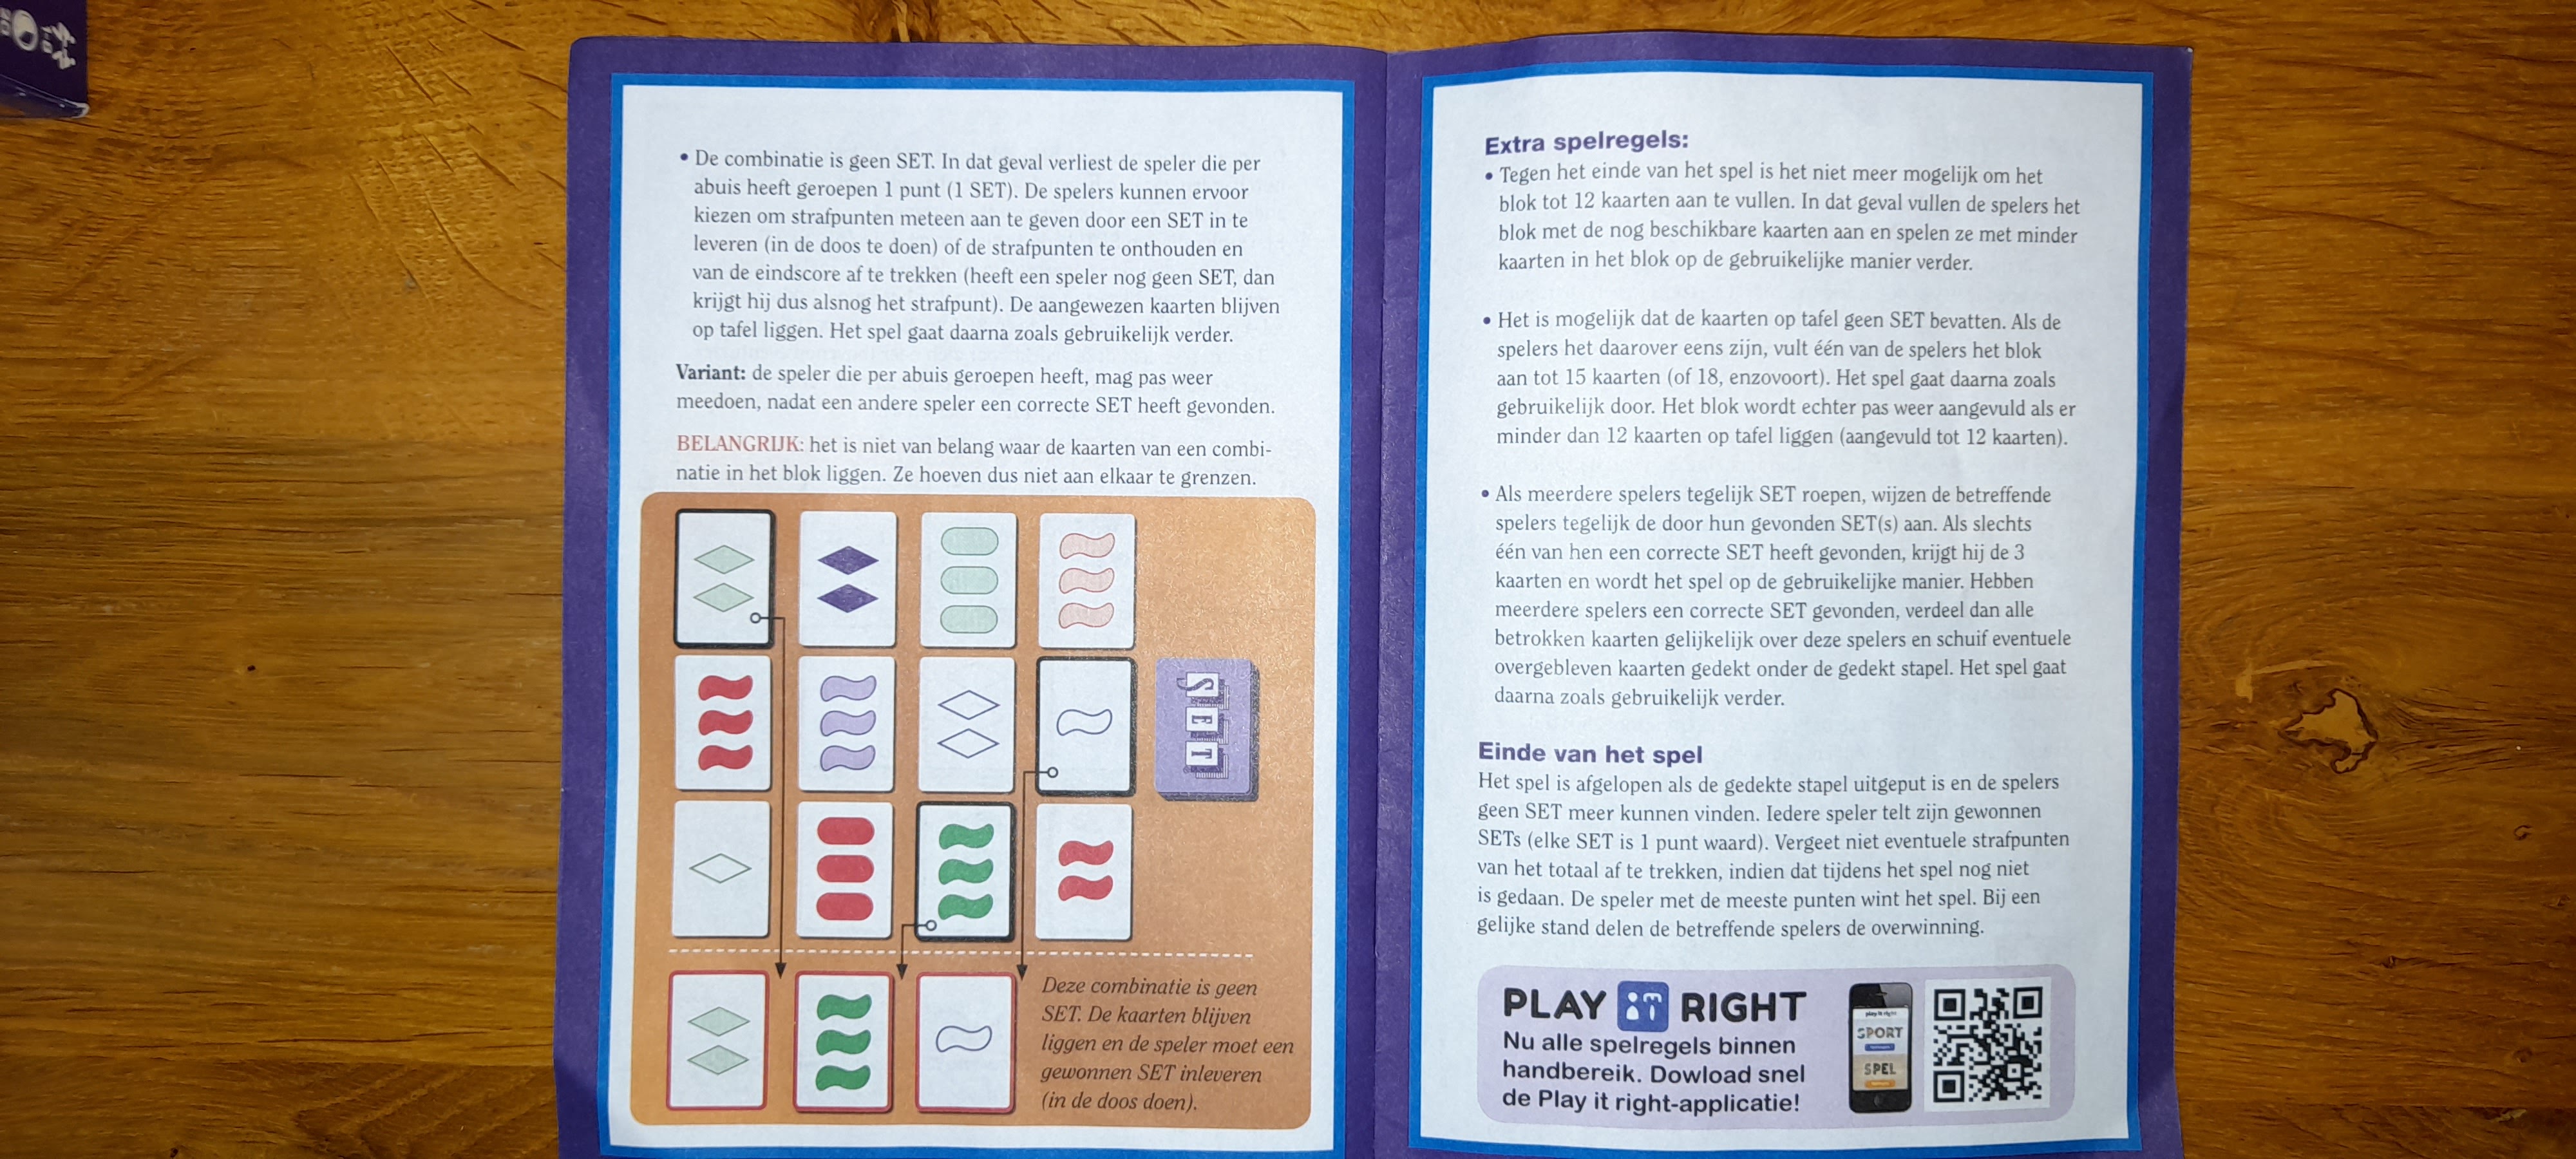 • De combinatie is geen SET. In dat geval verliest de speler die per
abuis heeft geroepen 1 punt (1 SET). De spelers kunnen ervoor
kiezen om strafpunten meteen aan te geven door een SET in te
leveren (in de doos te doen) of de strafpunten te onthouden en
van de eindscore af te trekken (heeft een speler nog geen SET, dan
krijgt hij dus alsnog het strafpunt). De aangewezen kaarten blijven
op tafel liggen. Het spel gaat daarna zoals gebruikelijk verder.
Variant: de speler die per abuis geroepen heeft, mag pas weer
meedoen, nadat een andere speler een correcte SET heeft gevonden.
BELANGRIJK: het is niet van belang waar de kaarten van een combi-
natie in het blok liggen. Ze hoeven dus niet aan elkaar te grenzen.
SET
Deze combinatie is geen
SET. De kaarten blijven
liggen en de speler moet een
gewonnen SET inleveren
(in de doos doen).
Extra spelregels:
• Tegen het einde van het spel is het niet meer mogelijk om het
blok tot 12 kaarten aan te vullen. In dat geval vullen de spelers het
blok met de nog beschikbare kaarten aan en spelen ze met minder
kaarten in het blok op de gebruikelijke manier verder.
• Het is mogelijk dat de kaarten op tafel geen SET bevatten. Als de
spelers het daarover eens zijn, vult één van de spelers het blok
aan tot 15 kaarten (of 18, enzovoort). Het spel gaat daarna zoals
gebruikelijk door. Het blok wordt echter pas weer aangevuld als er
minder dan 12 kaarten op tafel liggen (aangevuld tot 12 kaarten).
• Als meerdere spelers tegelijk SET roepen, wijzen de betreffende
spelers tegelijk de door hun gevonden SET(s) aan. Als slechts
één van hen een correcte SET heeft gevonden, krijgt hij de 3
kaarten en wordt het spel op de gebruikelijke manier. Hebben
meerdere spelers een correcte SET gevonden, verdeel dan alle
betrokken kaarten gelijkelijk over deze spelers en schuif eventuele
overgebleven kaarten gedekt onder de gedekt stapel. Het spel gaat
daarna zoals gebruikelijk verder.
Einde van het spel
Het spel is afgelopen als de gedekte stapel uitgeput is en de spelers
geen SET meer kunnen vinden. Iedere speler telt zijn gewonnen
SETs (elke SET is 1 punt waard). Vergeet niet eventuele strafpunten
van het totaal af te trekken, indien dat tijdens het spel nog niet
is gedaan. De speler met de meeste punten wint het spel. Bij een
gelijke stand delen de betreffende spelers de overwinning.
PLAY iT RIGHT
Nu alle spelregels binnen
handbereik. Dowload snel
de Play it right-applicatie!
play it right
SPORT
SPEL